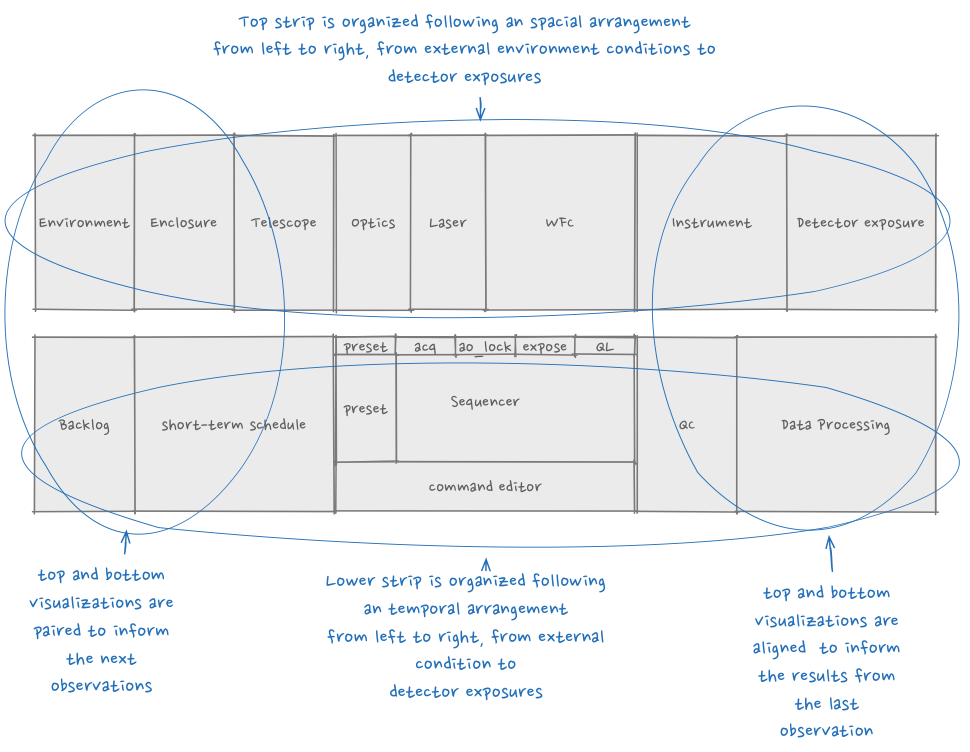 Top strip is organized following an spacial arrangement
from left to right, from external environment conditions to
detector exposures
Environment Enclosure Telescope Optics Laser WFC Instrument Detector exposure
preset acq ao_lock expose QL
Backlog short-term schedule preset Sequencer QC Data Processing
command editor
top and bottom
visualizations are
paired to inform
the next
observations
Lower strip is organized following
an temporal arrangement
from left to right, from external
condition to
detector exposures
top and bottom
visualizations are
aligned to inform
the results from
the last
observation